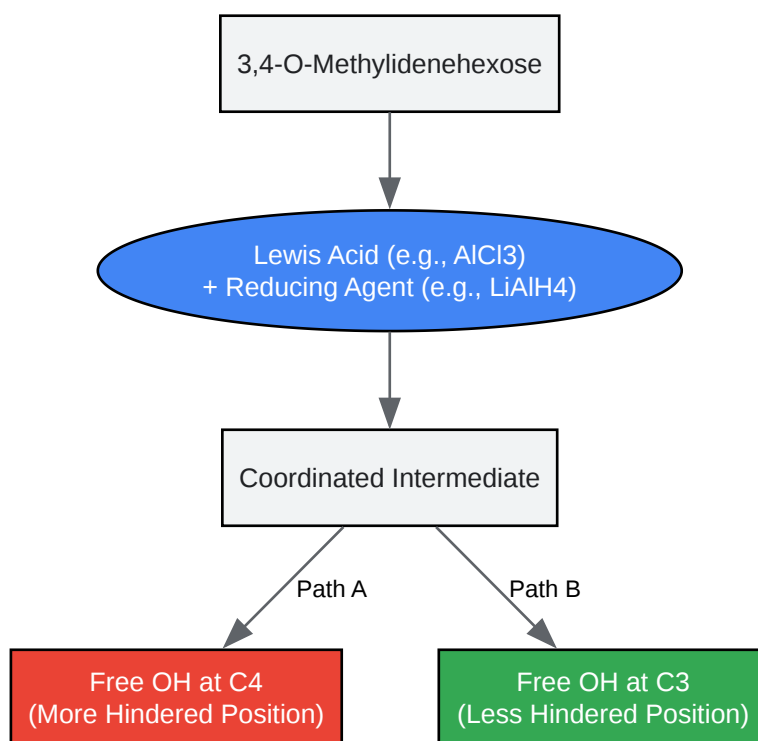 3,4-O-Methylidenehexose
Lewis Acid (e.g., AlCl3)
+ Reducing Agent (e.g., LiAlH4)
Coordinated Intermediate
Path A
Path B
Free OH at C4
(More Hindered Position)
Free OH at C3
(Less Hindered Position)